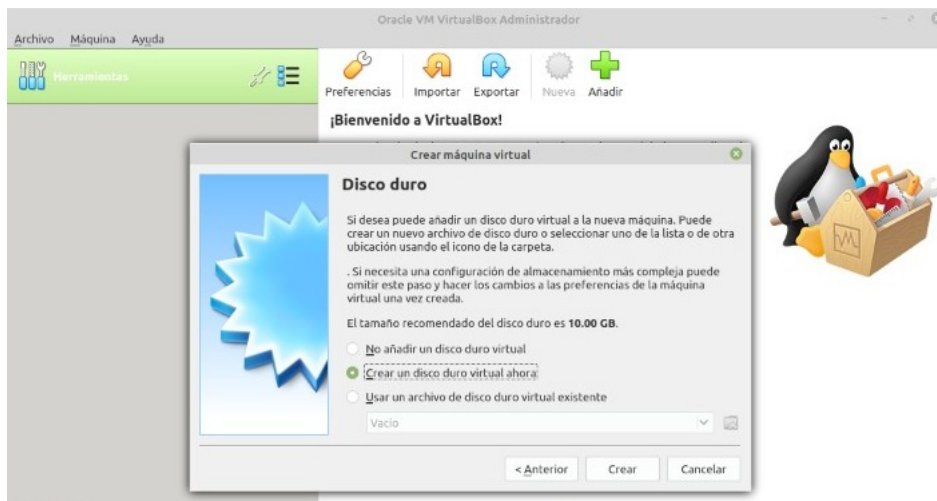 Oracle VM VirtualBox Administrador
Archivo Máquina Ayuda
Herramientas
Preferencias Importar Exportar Nueva Añadir
¡Bienvenido a VirtualBox!
Crear máquina virtual
Disco duro
Si desea puede añadir un disco duro virtual a la nueva máquina. Puede
crear un nuevo archivo de disco duro o seleccionar uno de la lista o de otra
ubicación usando el icono de la carpeta.
. Si necesita una configuración de almacenamiento más compleja puede
omitir este paso y hacer los cambios a las preferencias de la máquina
virtual una vez creada.
El tamaño recomendado del disco duro es 10.00 GB.
No añadir un disco duro virtual
Crear un disco duro virtual ahora
Usar un archivo de disco duro virtual existente
Vacío
< Anterior Crear Cancelar